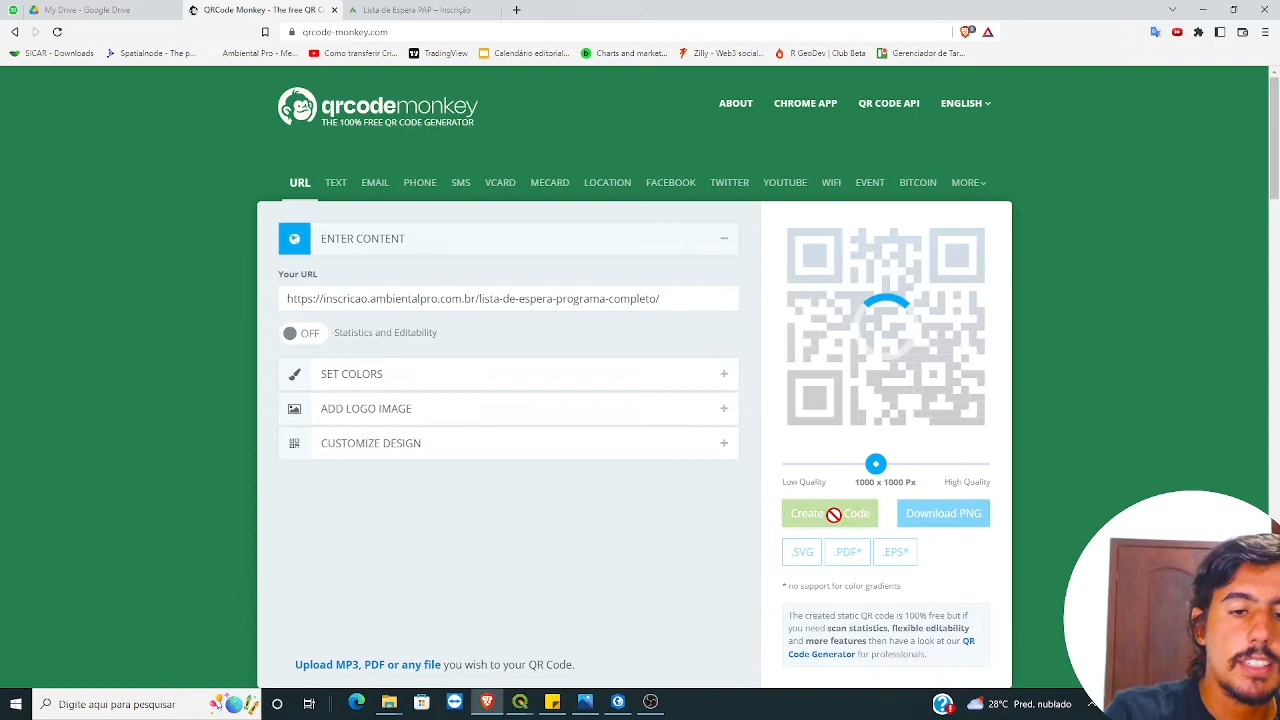 My Drive - Google Drive
QRCode Monkey - The free QR Co
Lista de Espera PAP – Inscrição
qrcode-monkey.com
SICAR - Downloads
SpatialNode - The p...
Ambiental Pro - Me...
Como transferir Cri...
TradingView
Calendário editorial...
Charts and market...
Zilly - Web3 social...
R GeoDev | Club Beta
Gerenciador de Tar...
qrcodemonkey
THE 100% FREE QR CODE GENERATOR
ABOUT
CHROME APP
QR CODE API
ENGLISH
URL
TEXT
EMAIL
PHONE
SMS
VCARD
MECARD
LOCATION
FACEBOOK
TWITTER
YOUTUBE
WIFI
EVENT
BITCOIN
MORE
ENTER CONTENT
Your URL
https://inscricao.ambientalpro.com.br/lista-de-espera-programa-completo/
OFF
Statistics and Editability
SET COLORS
ADD LOGO IMAGE
CUSTOMIZE DESIGN
Upload MP3, PDF or any file you wish to your QR Code.
Low Quality
1000 x 1000 Px
High Quality
Create Code
Download PNG
.SVG
.PDF*
.EPS*
* no support for color gradients
The created static QR code is 100% free but if
you need scan statistics, flexible editability
and more features then have a look at our QR
Code Generator for professionals.
Digite aqui para pesquisar
28°C Pred. nublado